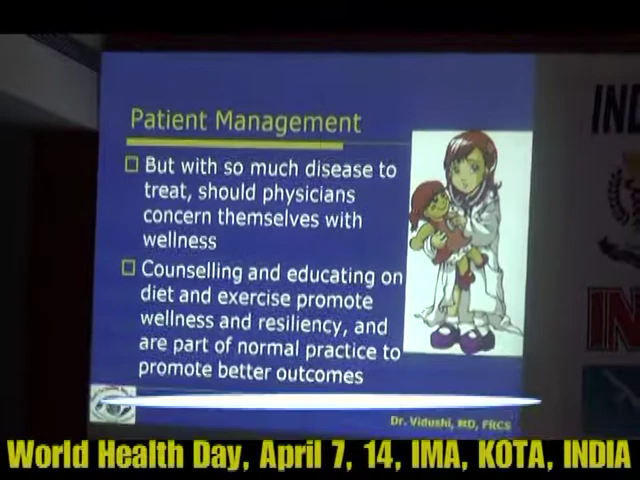 Patient Management
But with so much disease to
treat, should physicians
concern themselves with
wellness
Counselling and educating on
diet and exercise promote
wellness and resiliency, and
are part of normal practice to
promote better outcomes
Dr. Vidushi, MD, FRCS
World Health Day, April 7, 14, IMA, KOTA, INDIA